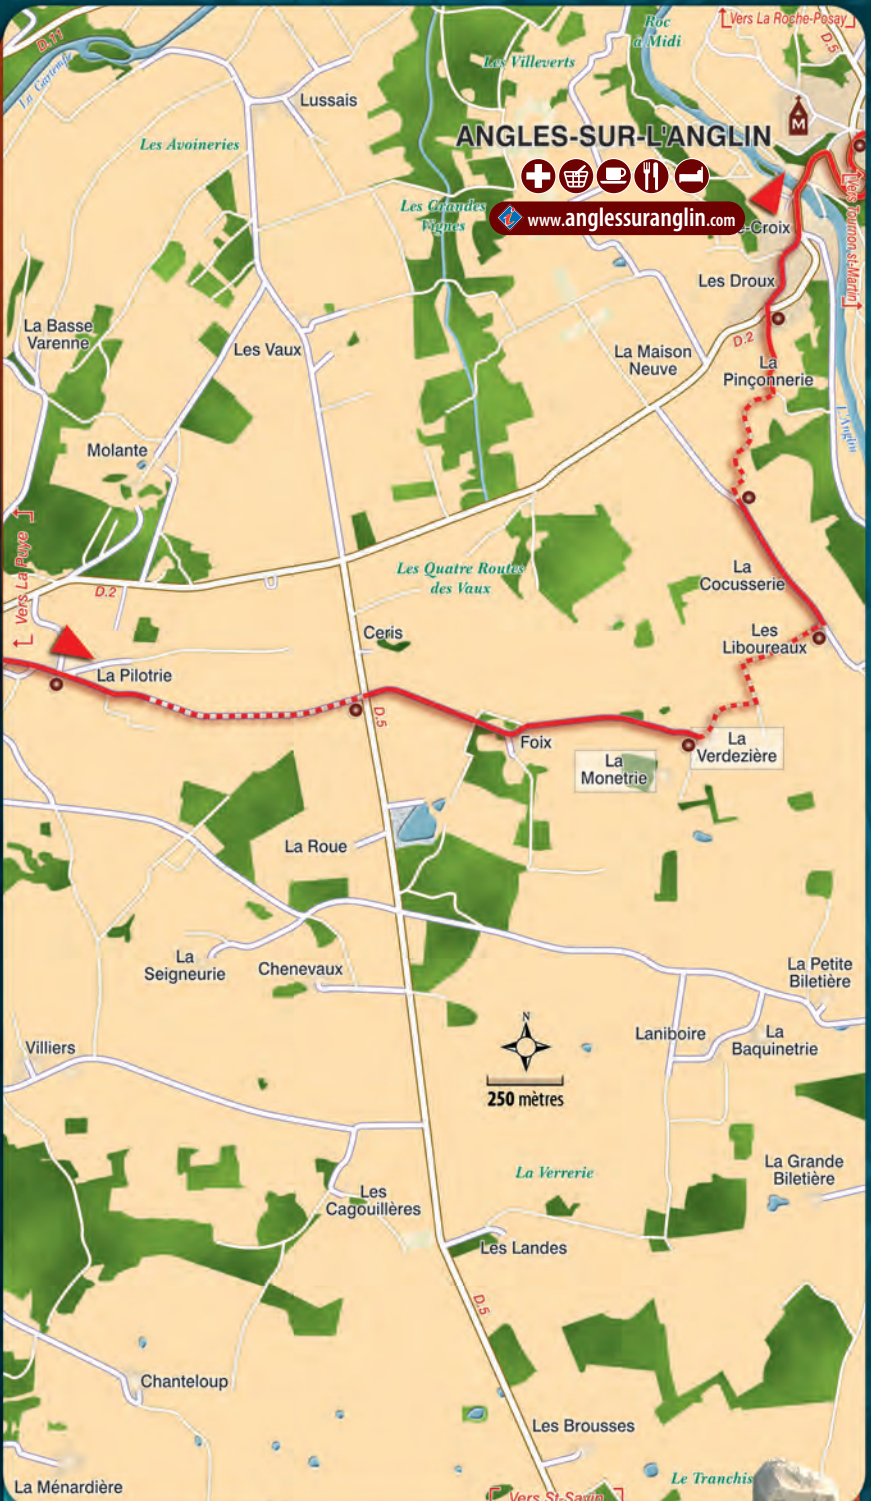 D.11
La Gartempe
Roc
à Midi
Vers La Roche-Posay
D.5
Les Villeverts
Lussais
M
ANGLES-SUR-L'ANGLIN
Les Avoineries
www.anglessuranglin.com
Les Grandes
Vignes
e-Croix
Vers Tournon st-Martin
Les Droux
La Basse
Varenne
D.2
Les Vaux
La Maison
Neuve
La
Pinçonnerie
L'Anglin
Molante
Vers La Puye
Les Quatre Routes
des Vaux
La
Cocusserie
D.2
Ceris
Les
Liboureaux
La Pilotrie
D.5
Foix
La
Verdezière
La
Monetrie
La Roue
La
Seigneurie
Chenevaux
La Petite
Biletière
N
Laniboire
La
Baquinetrie
Villiers
250 mètres
La Verrerie
La Grande
Biletière
Les
Cagouillères
Les Landes
D.5
Chanteloup
Les Brousses
La Ménardière
Le Tranchis
Vers St-Savin